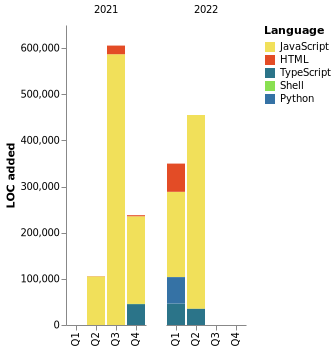 2021 2022
Language
JavaScript
HTML
TypeScript
Shell
Python
LOC added
600,000
500,000
400,000
300,000
200,000
100,000
0
Q1 Q2 Q3 Q4 Q1 Q2 Q3 Q4